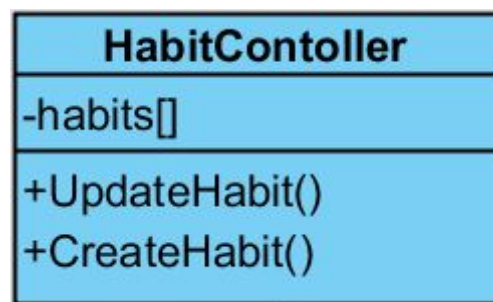 HabitContoller
-habits[]
+UpdateHabit()
+CreateHabit()